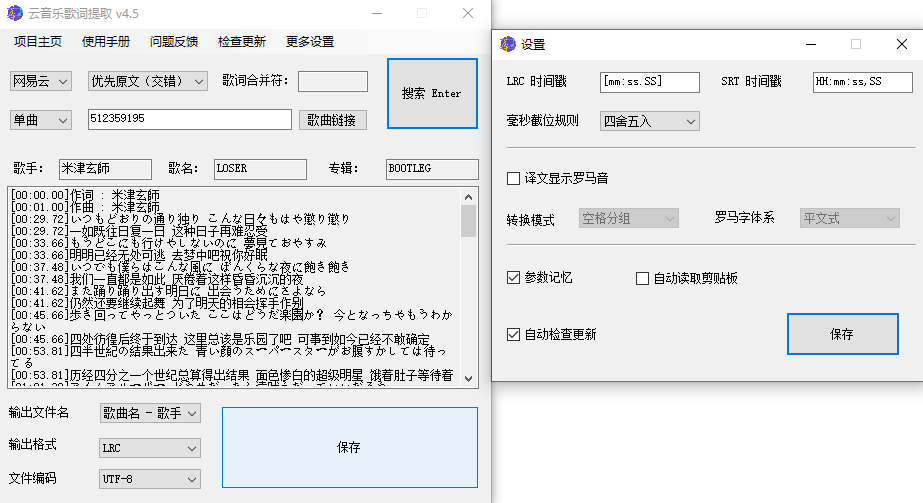 云音乐歌词提取 v4.5
项目主页 使用手册 问题反馈 检查更新 更多设置
网易云 优先原文（交错） 歌词合并符： 搜索 Enter
单曲 512359195 歌曲链接
歌手： 米津玄師 歌名： LOSER 专辑： BOOTLEG
[00:00.00]作词 : 米津玄師
[00:01.00]作曲 : 米津玄師
[00:29.72]いつもどおりの通り独り こんな日々もはや懲り懲り
[00:29.72]一如既往日复一日 这种日子再难忍受
[00:33.66]もうどこにも行けやしないのに 夢見ておやすみ
[00:33.66]明明已经无处可逃 去梦中吧祝你好眠
[00:37.48]いつでも僕らはこんな風に ぼんくらな夜に飽き飽き
[00:37.48]我们一直都是如此 厌倦着这样昏昏沉沉的夜
[00:41.62]また踊り踊り出す明日に 出会うためにさよなら
[00:41.62]仍然还要继续起舞 为了明天的相会挥手作别
[00:45.66]歩き回ってやっとついた ここはどうだ楽園か? 今となっちゃもうわか
らない
[00:45.66]四处彷徨后终于到达 这里总该是乐园了吧 可事到如今已经不敢确定
[00:53.81]四半世紀の結果出来た 青い顔のスーパースターがお腹すかしては待っ
てる
[00:53.81]历经四分之一个世纪总算得出结果 面色惨白的超级明星 饿着肚子等待着
输出文件名 歌曲名 - 歌手
输出格式 LRC
文件编码 UTF-8
保存
设置
LRC 时间戳 [mm:ss.SS] SRT 时间戳 HH:mm:ss,SS
毫秒截位规则 四舍五入
译文显示罗马音
转换模式 空格分组 罗马字体系 平文式
参数记忆 自动读取剪贴板
自动检查更新 保存